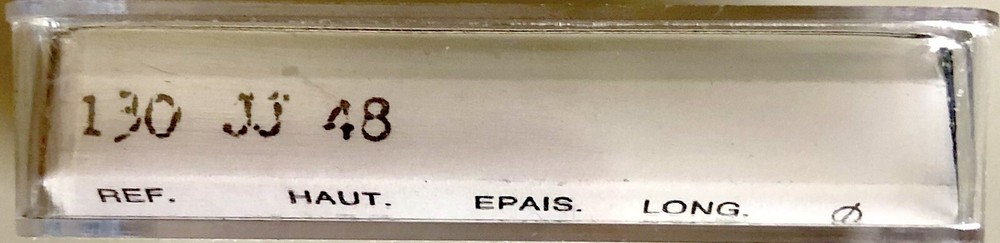 130 JJ 48
REF. HAUT. EPAIS. LONG. Ø